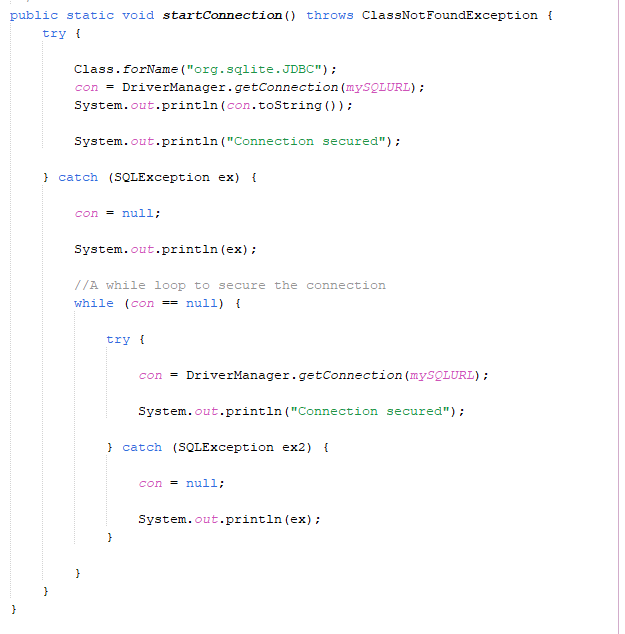 public static void startConnection() throws ClassNotFoundException {
try {
Class.forName("org.sqlite.JDBC");
con = DriverManager.getConnection(mySQLURL);
System.out.println(con.toString());
System.out.println("Connection secured");
} catch (SQLException ex) {
con = null;
System.out.println(ex);
//A while loop to secure the connection
while (con == null) {
try {
con = DriverManager.getConnection(mySQLURL);
System.out.println("Connection secured");
} catch (SQLException ex2) {
con = null;
System.out.println(ex);
}
}
}
}